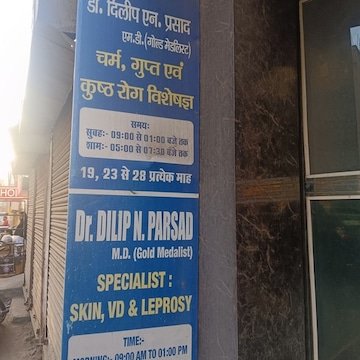 डॉ. दिलीप एन. प्रसाद
एम.डी.(गोल्ड मेडलिस्ट)
चर्म, गुप्त एवं
कुष्ठ रोग विशेषज्ञ
समयः
सुबहः- 09:00 से 01:00 बजे तक
शामः- 05:00 से 07:30 बजे तक
19, 23 से 28 प्रत्येक माह
Dr. DILIP N. PARSAD
M.D. (Gold Medalist)
SPECIALIST :
SKIN, VD & LEPROSY
TIME:-
MORNING:- 09:00 AM TO 01:00 PM